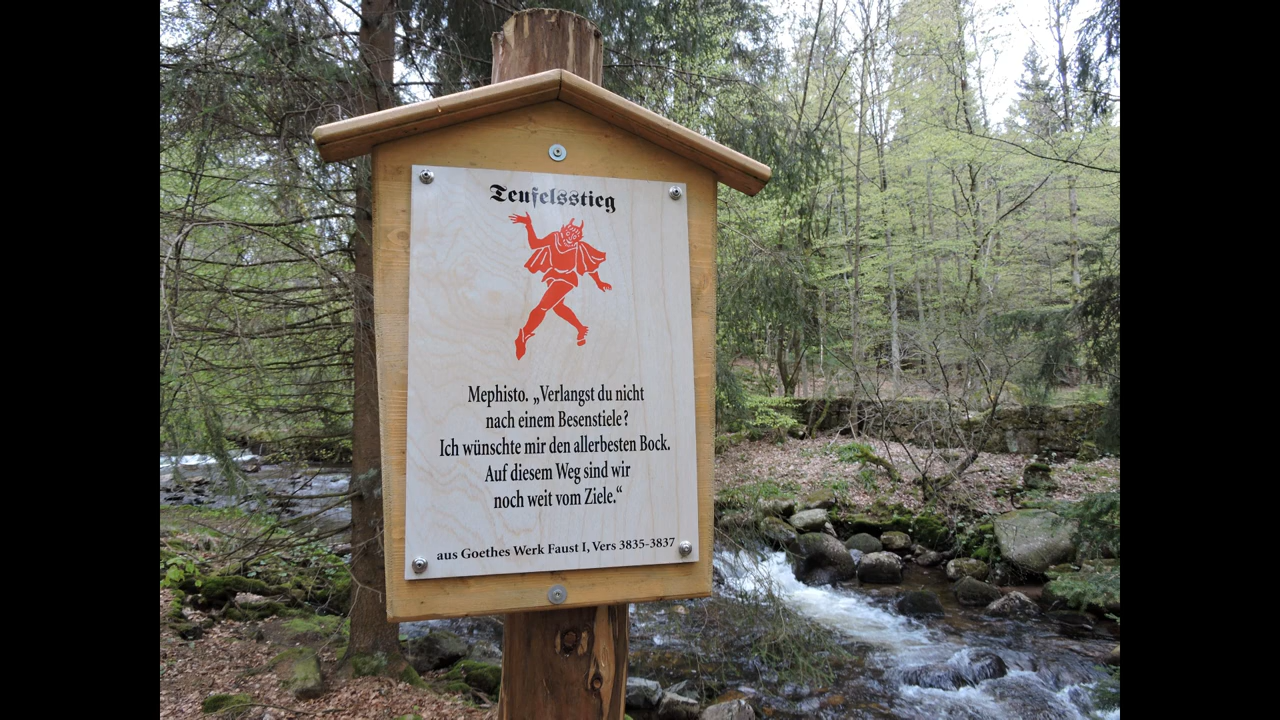 Teufelsstieg
Mephisto. „Verlangst du nicht
nach einem Besenstiele?
Ich wünschte mir den allerbesten Bock.
Auf diesem Weg sind wir
noch weit vom Ziele.“
aus Goethes Werk Faust I, Vers 3835-3837